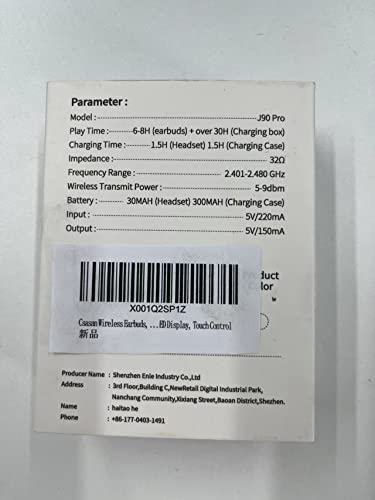 Parameter :
Model : J90 Pro
Play Time : 6-8H (earbuds) + over 30H (Charging box)
Charging Time : 1.5H (Headset) 1.5H (Charging Case)
Impedance : 32Ω
Frequency Range : 2.401-2.480 GHz
Wireless Transmit Power : 5-9dbm
Battery : 30MAH (Headset) 300MAH (Charging Case)
Input : 5V/220mA
Output : 5V/150mA
duct
olor
X001Q2SP1Z
Csasan Wireless Earbuds, ...ED Display, Touch Control
新品
Producer Name : Shenzhen Enle Industry Co.,Ltd
Address : 3rd Floor,Building C,NewRetail Digital Industrial Park,
Nanchang Community,Xixiang Street,Baoan District,Shezhen.
Name : haitao he
Phone : +86-177-0403-1491